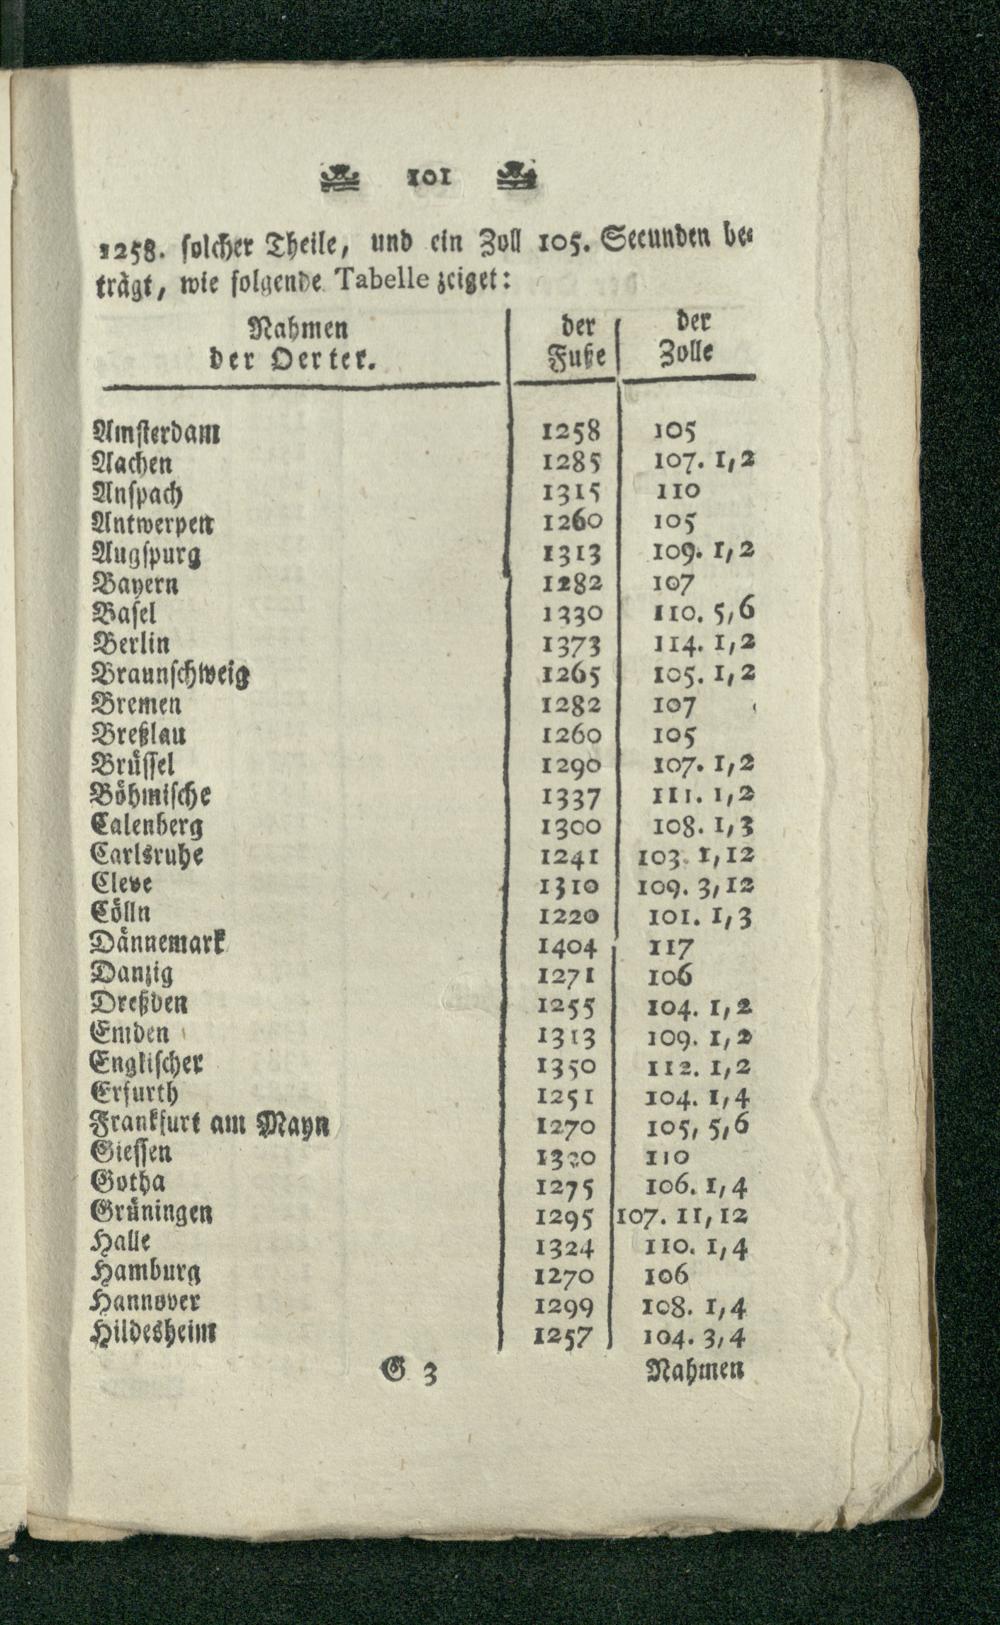 101
1258. solcher Theile, und ein Zoll 105. Secunden be-
trägt, wie folgende Tabelle zeiget:
Nahmen der Oerter. der Fuße der Zolle
Amsterdam 1258 105
Aachen 1285 107. 1,2
Anspach 1315 110
Antwerpen 1260 105
Augspurg 1313 109. 1,2
Bayern 1282 107
Basel 1330 110. 5,6
Berlin 1373 114. 1,2
Braunschweig 1265 105. 1,2
Bremen 1282 107
Breßlau 1260 105
Brüssel 1290 107. 1,2
Böhmische 1337 111. 1,2
Calenberg 1300 108. 1,3
Carlsruhe 1241 103. 1,12
Cleve 1310 109. 3,12
Cölln 1220 101. 1,3
Dännemark 1404 117
Danzig 1271 106
Dreßden 1255 104. 1,2
Emden 1313 109. 1,2
Englischer 1350 112. 1,2
Erfurth 1251 104. 1,4
Frankfurt am Mayn 1270 105, 5,6
Giessen 1320 110
Gotha 1275 106. 1,4
Gräningen 1295 107. 11,12
Halle 1324 110. 1,4
Hamburg 1270 106
Hannover 1299 108. 1,4
Hildesheim 1257 104. 3,4
G 3 Nahmen